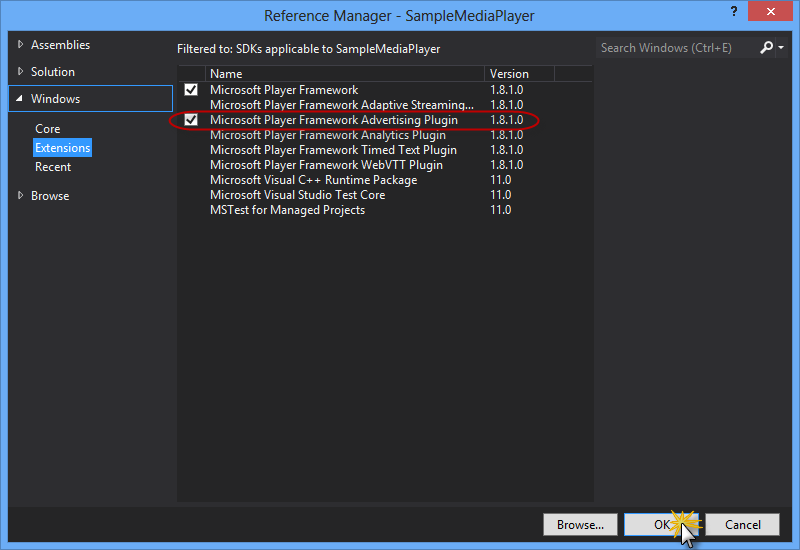 Reference Manager - SampleMediaPlayer
?
Assemblies
Solution
Windows
Core
Extensions
Recent
Browse
Filtered to: SDKs applicable to SampleMediaPlayer
Search Windows (Ctrl+E)
Name Version
Microsoft Player Framework 1.8.1.0
Microsoft Player Framework Adaptive Streaming... 1.8.1.0
Microsoft Player Framework Advertising Plugin 1.8.1.0
Microsoft Player Framework Analytics Plugin 1.8.1.0
Microsoft Player Framework Timed Text Plugin 1.8.1.0
Microsoft Player Framework WebVTT Plugin 1.8.1.0
Microsoft Visual C++ Runtime Package 11.0
Microsoft Visual Studio Test Core 11.0
MSTest for Managed Projects 11.0
Browse... OK Cancel